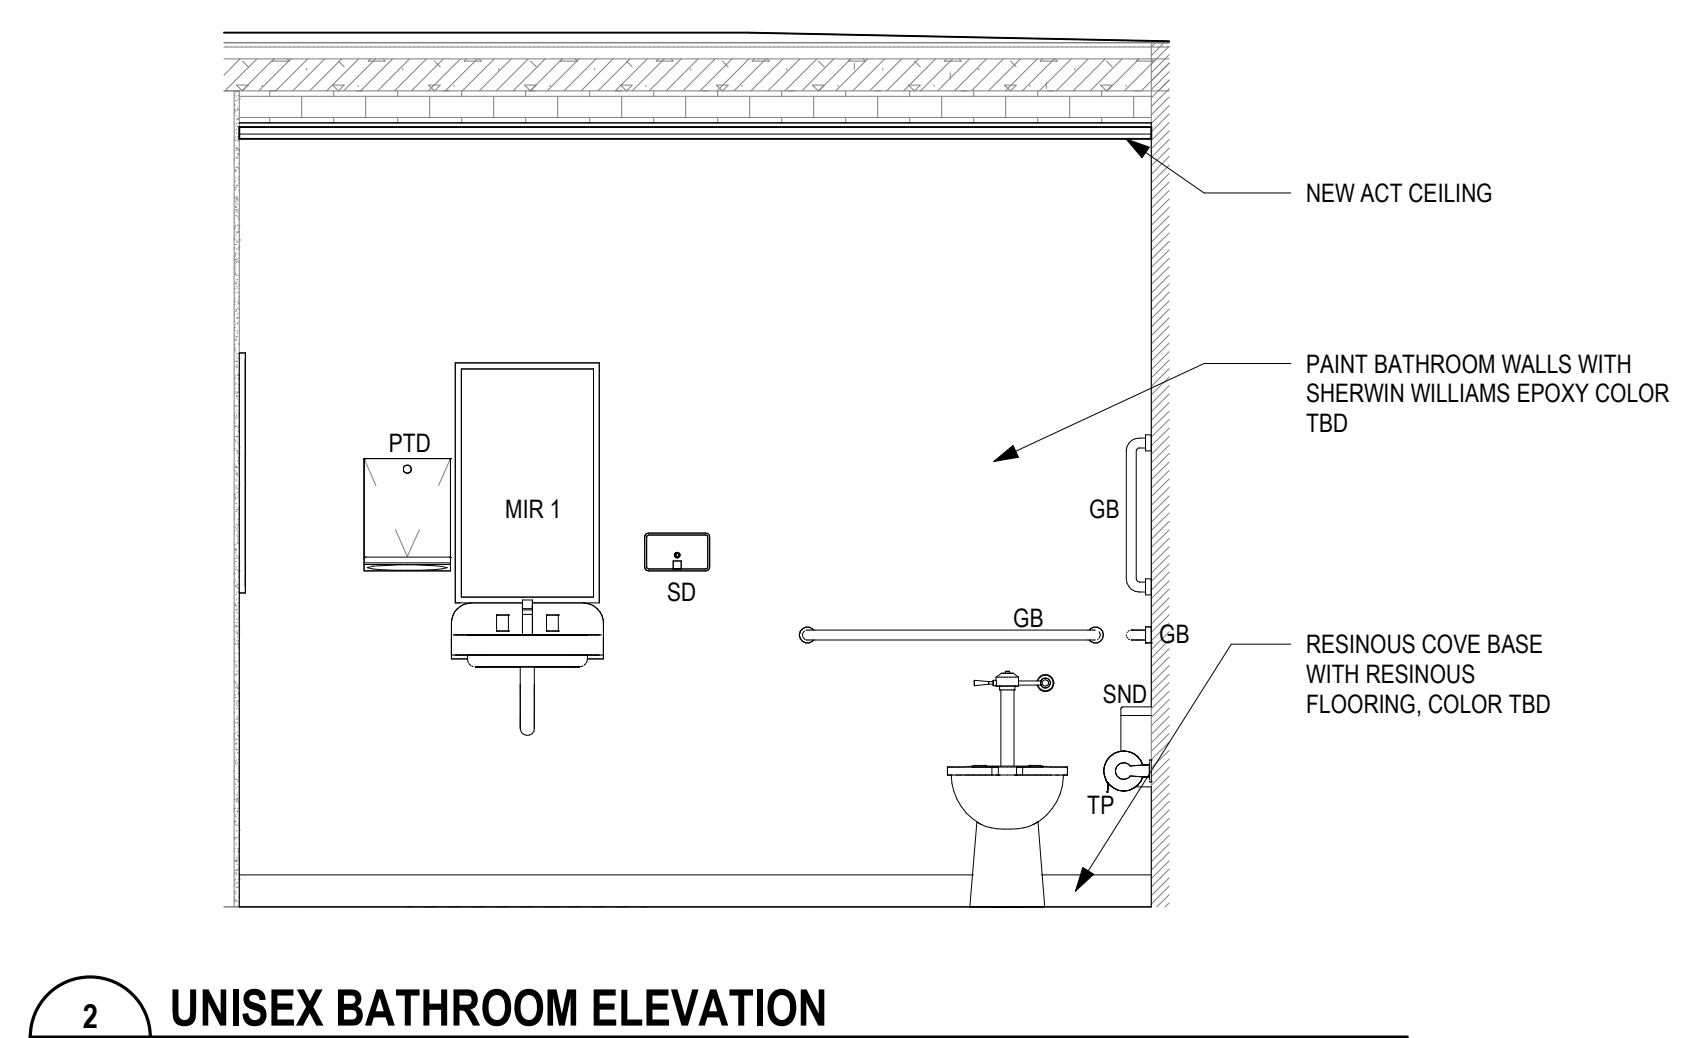 NEW ACT CEILING
PAINT BATHROOM WALLS WITH
SHERWIN WILLIAMS EPOXY COLOR
TBD
PTD
MIR 1
GB
SD
GB
GB
RESINOUS COVE BASE
WITH RESINOUS
FLOORING, COLOR TBD
SND
TP
2 UNISEX BATHROOM ELEVATION